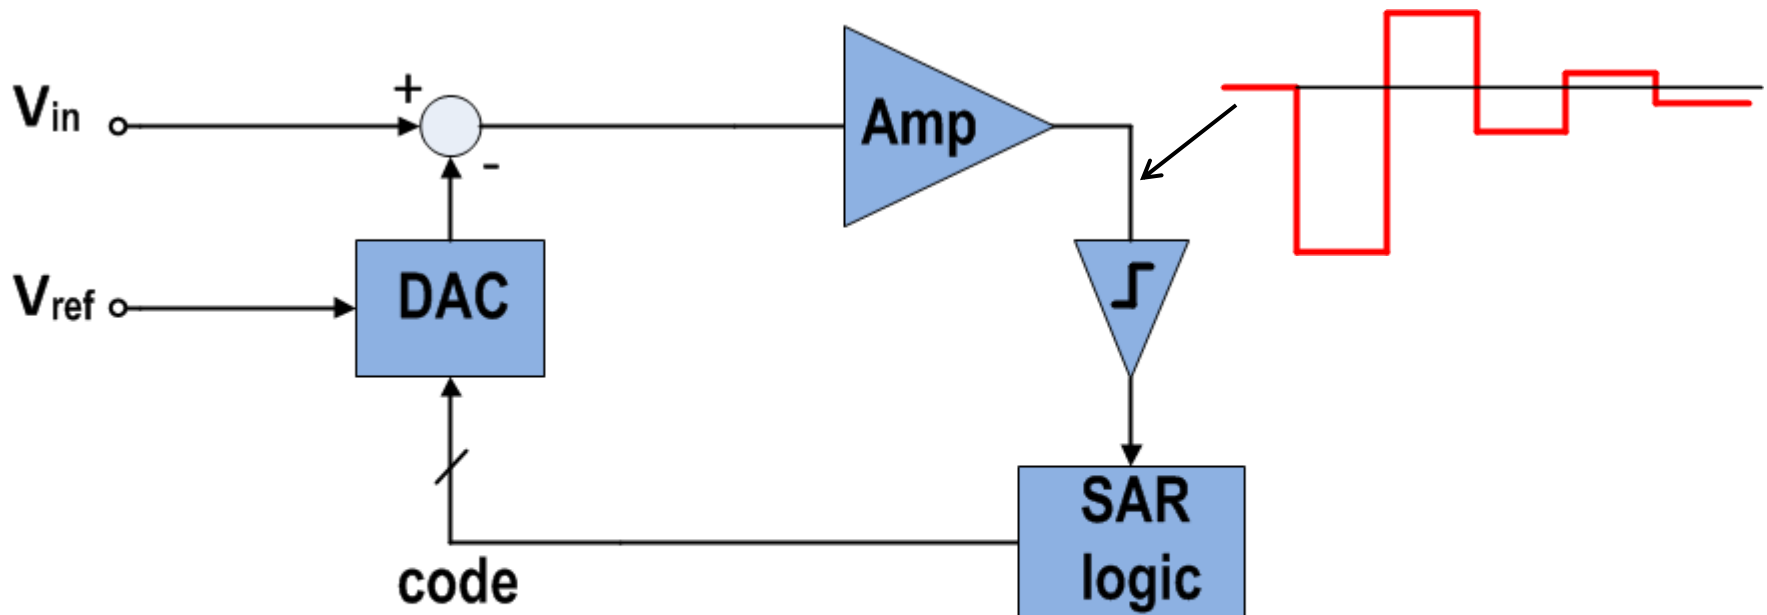 Vin
+
-
Amp
Vref
DAC
SAR
logic
code